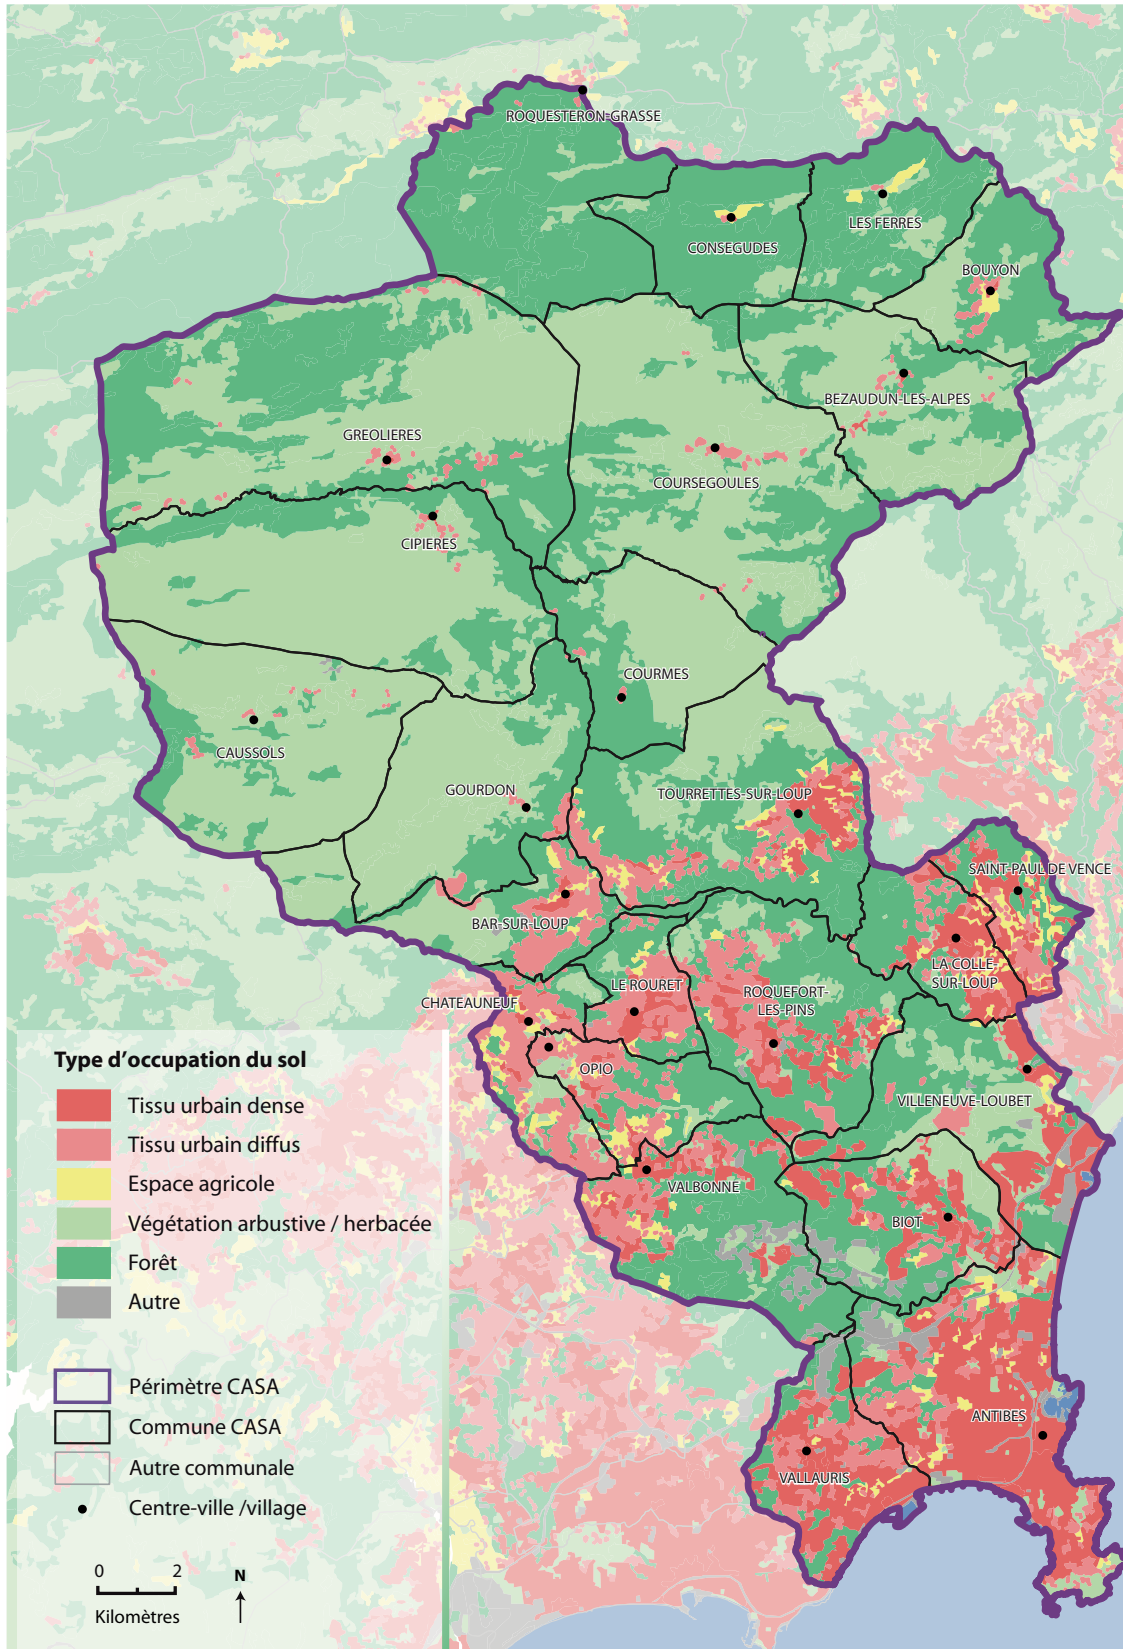 ROQUESTERON-GRASSE
LES FERRES
CONSEGUDES
BOUYON
BEZAUDUN-LES-ALPES
GREOLIERES
COURSEGOULES
CIPIERES
COURMES
CAUSSOLS
GOURDON
TOURRETTES-SUR-LOUP
SAINT-PAUL DE VENCE
BAR-SUR-LOUP
LA COLLE-
SUR-LOUP
LE ROURET
ROQUEFORT-
LES-PINS
CHATEAUNEUF
OPIO
VILLENEUVE-LOUBET
VALBONNE
BIOT
ANTIBES
VALLAURIS
Type d'occupation du sol
Tissu urbain dense
Tissu urbain diffus
Espace agricole
Végétation arbustive / herbacée
Forêt
Autre
Périmètre CASA
Commune CASA
Autre communale
Centre-ville /village
0 2
Kilomètres
N